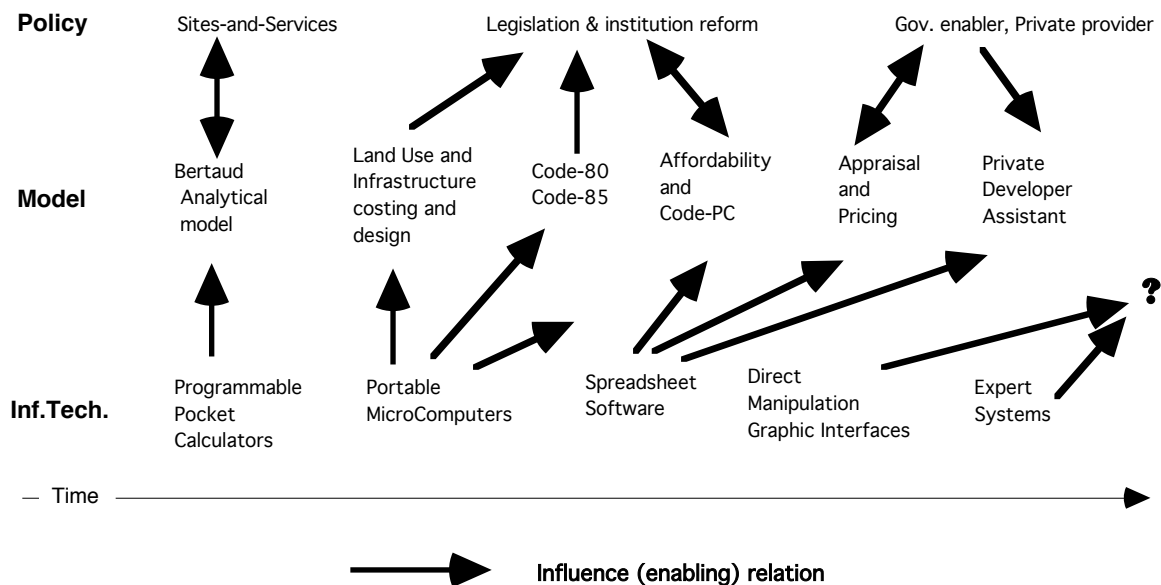 Policy
Sites-and-Services
Legislation & institution reform
Gov. enabler, Private provider
Model
Bertaud
Analytical
model
Land Use and
Infrastructure
costing and
design
Code-80
Code-85
Affordability
and
Code-PC
Appraisal
and
Pricing
Private
Developer
Assistant
?
Inf.Tech.
Programmable
Pocket
Calculators
Portable
MicroComputers
Spreadsheet
Software
Direct
Manipulation
Graphic Interfaces
Expert
Systems
Time
Influence (enabling) relation